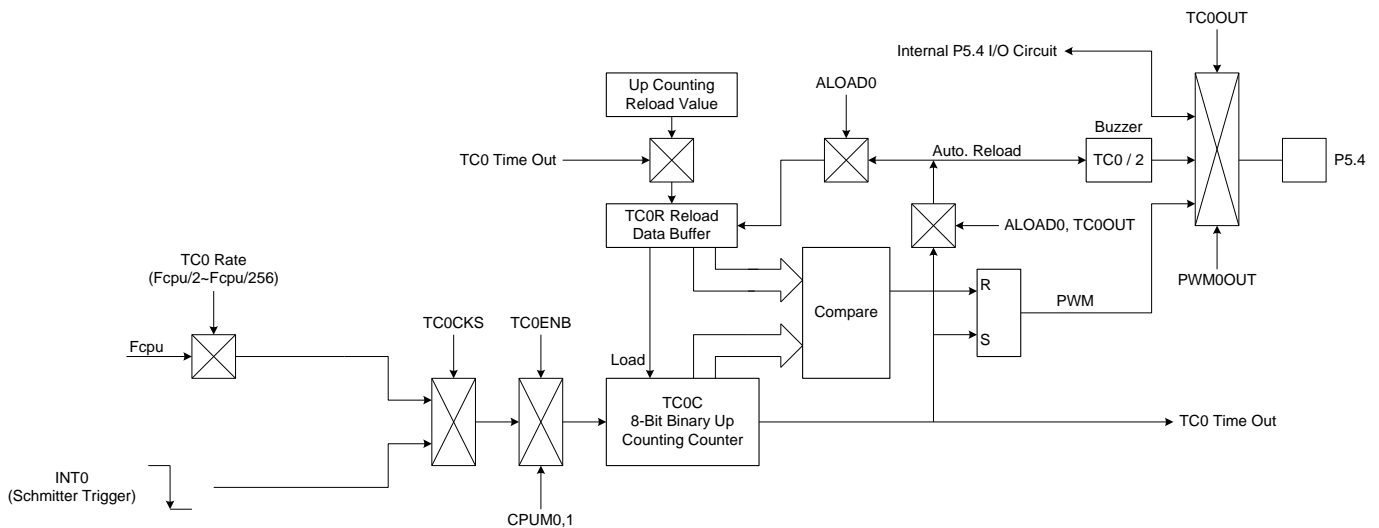 TC0OUT
Internal P5.4 I/O Circuit
Up Counting
Reload Value
ALOAD0
Buzzer
TC0 Time Out
Auto. Reload
TC0 / 2
P5.4
TC0R Reload
Data Buffer
ALOAD0, TC0OUT
TC0 Rate
(Fcpu/2~Fcpu/256)
PWM0OUT
R
PWM
Compare
TC0CKS
TC0ENB
S
Fcpu
Load
TC0C
8-Bit Binary Up
Counting Counter
TC0 Time Out
INT0
(Schmitter Trigger)
CPUM0,1